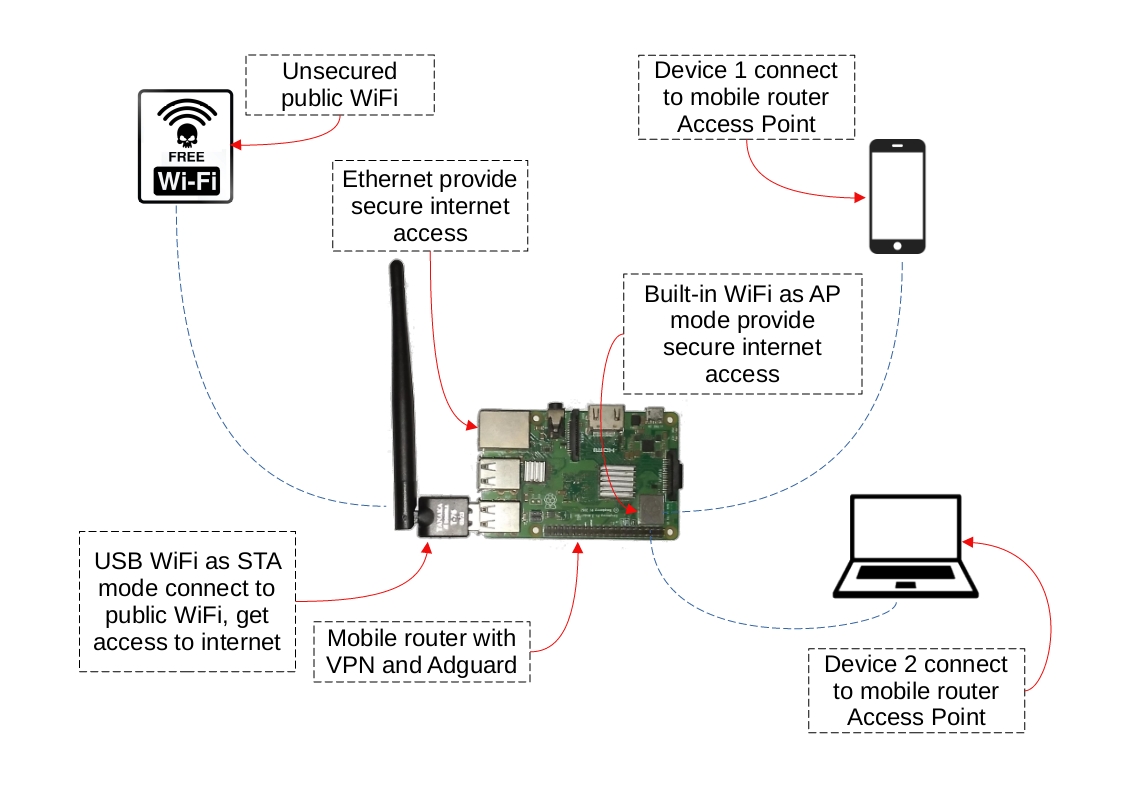 Unsecured
public WiFi
FREE
Wi-Fi
Device 1 connect
to mobile router
Access Point
Ethernet provide
secure internet
access
Built-in WiFi as AP
mode provide
secure internet
access
HDMI
USB WiFi as STA
mode connect to
public WiFi, get
access to internet
Mobile router with
VPN and Adguard
Device 2 connect
to mobile router
Access Point